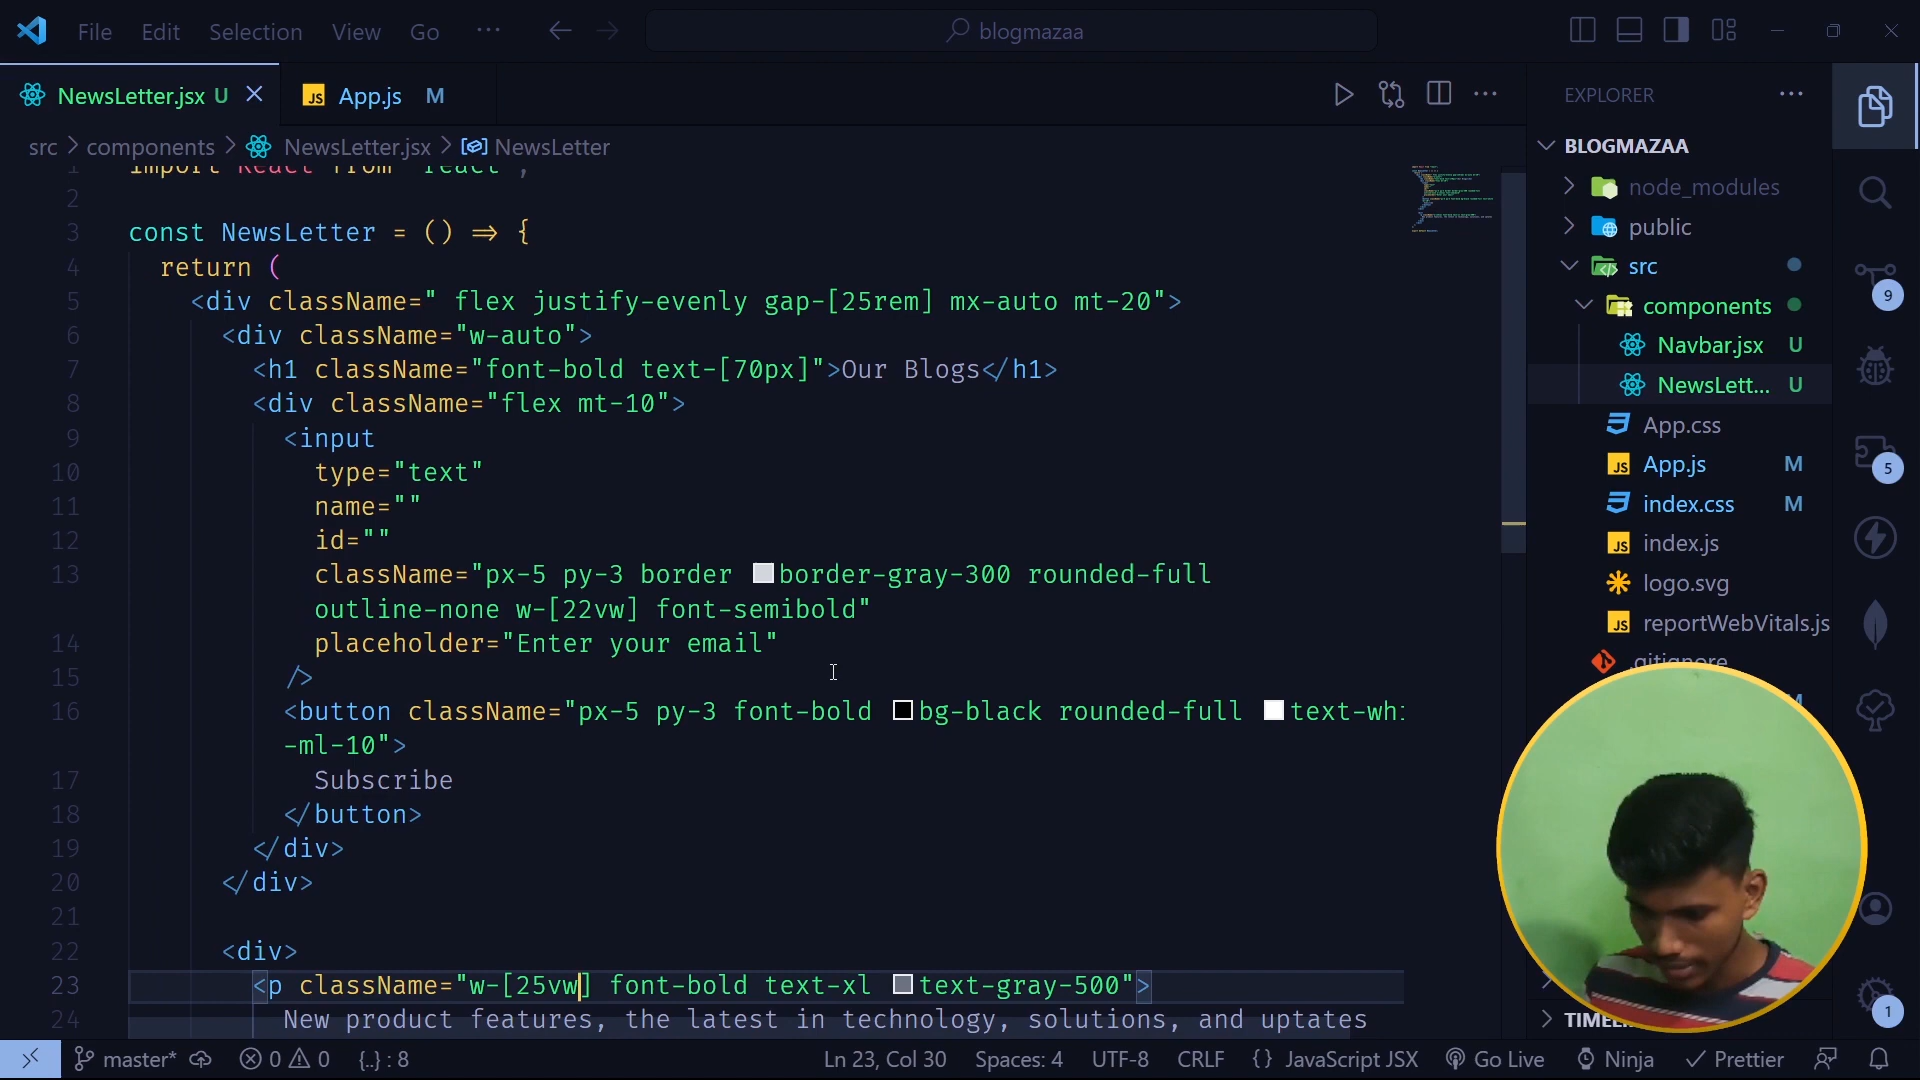 File Edit Selection View Go ··· blogmazaa
NewsLetter.jsx U App.js M
src > components > NewsLetter.jsx > NewsLetter
1 import React from "react";
2
3 const NewsLetter = () => {
4 return (
5 <div className=" flex justify-evenly gap-[25rem] mx-auto mt-20">
6 <div className="w-auto">
7 <h1 className="font-bold text-[70px]">Our Blogs</h1>
8 <div className="flex mt-10">
9 <input
10 type="text"
11 name=""
12 id=""
13 className="px-5 py-3 border border-gray-300 rounded-full
outline-none w-[22vw] font-semibold"
14 placeholder="Enter your email"
15 />
16 <button className="px-5 py-3 font-bold bg-black rounded-full text-whi
-ml-10">
17 Subscribe
18 </button>
19 </div>
20 </div>
21
22 <div>
23 <p className="w-[25vw] font-bold text-xl text-gray-500">
24 New product features, the latest in technology, solutions, and uptates
EXPLORER
BLOGMAZAA
node_modules
public
src
components
Navbar.jsx U
NewsLett... U
App.css
App.js M
index.css M
index.js
logo.svg
reportWebVitals.js
.gitignore
9
5
1
master* 0 0 {..} : 8 Ln 23, Col 30 Spaces: 4 UTF-8 CRLF {} JavaScript JSX Go Live Ninja Prettier